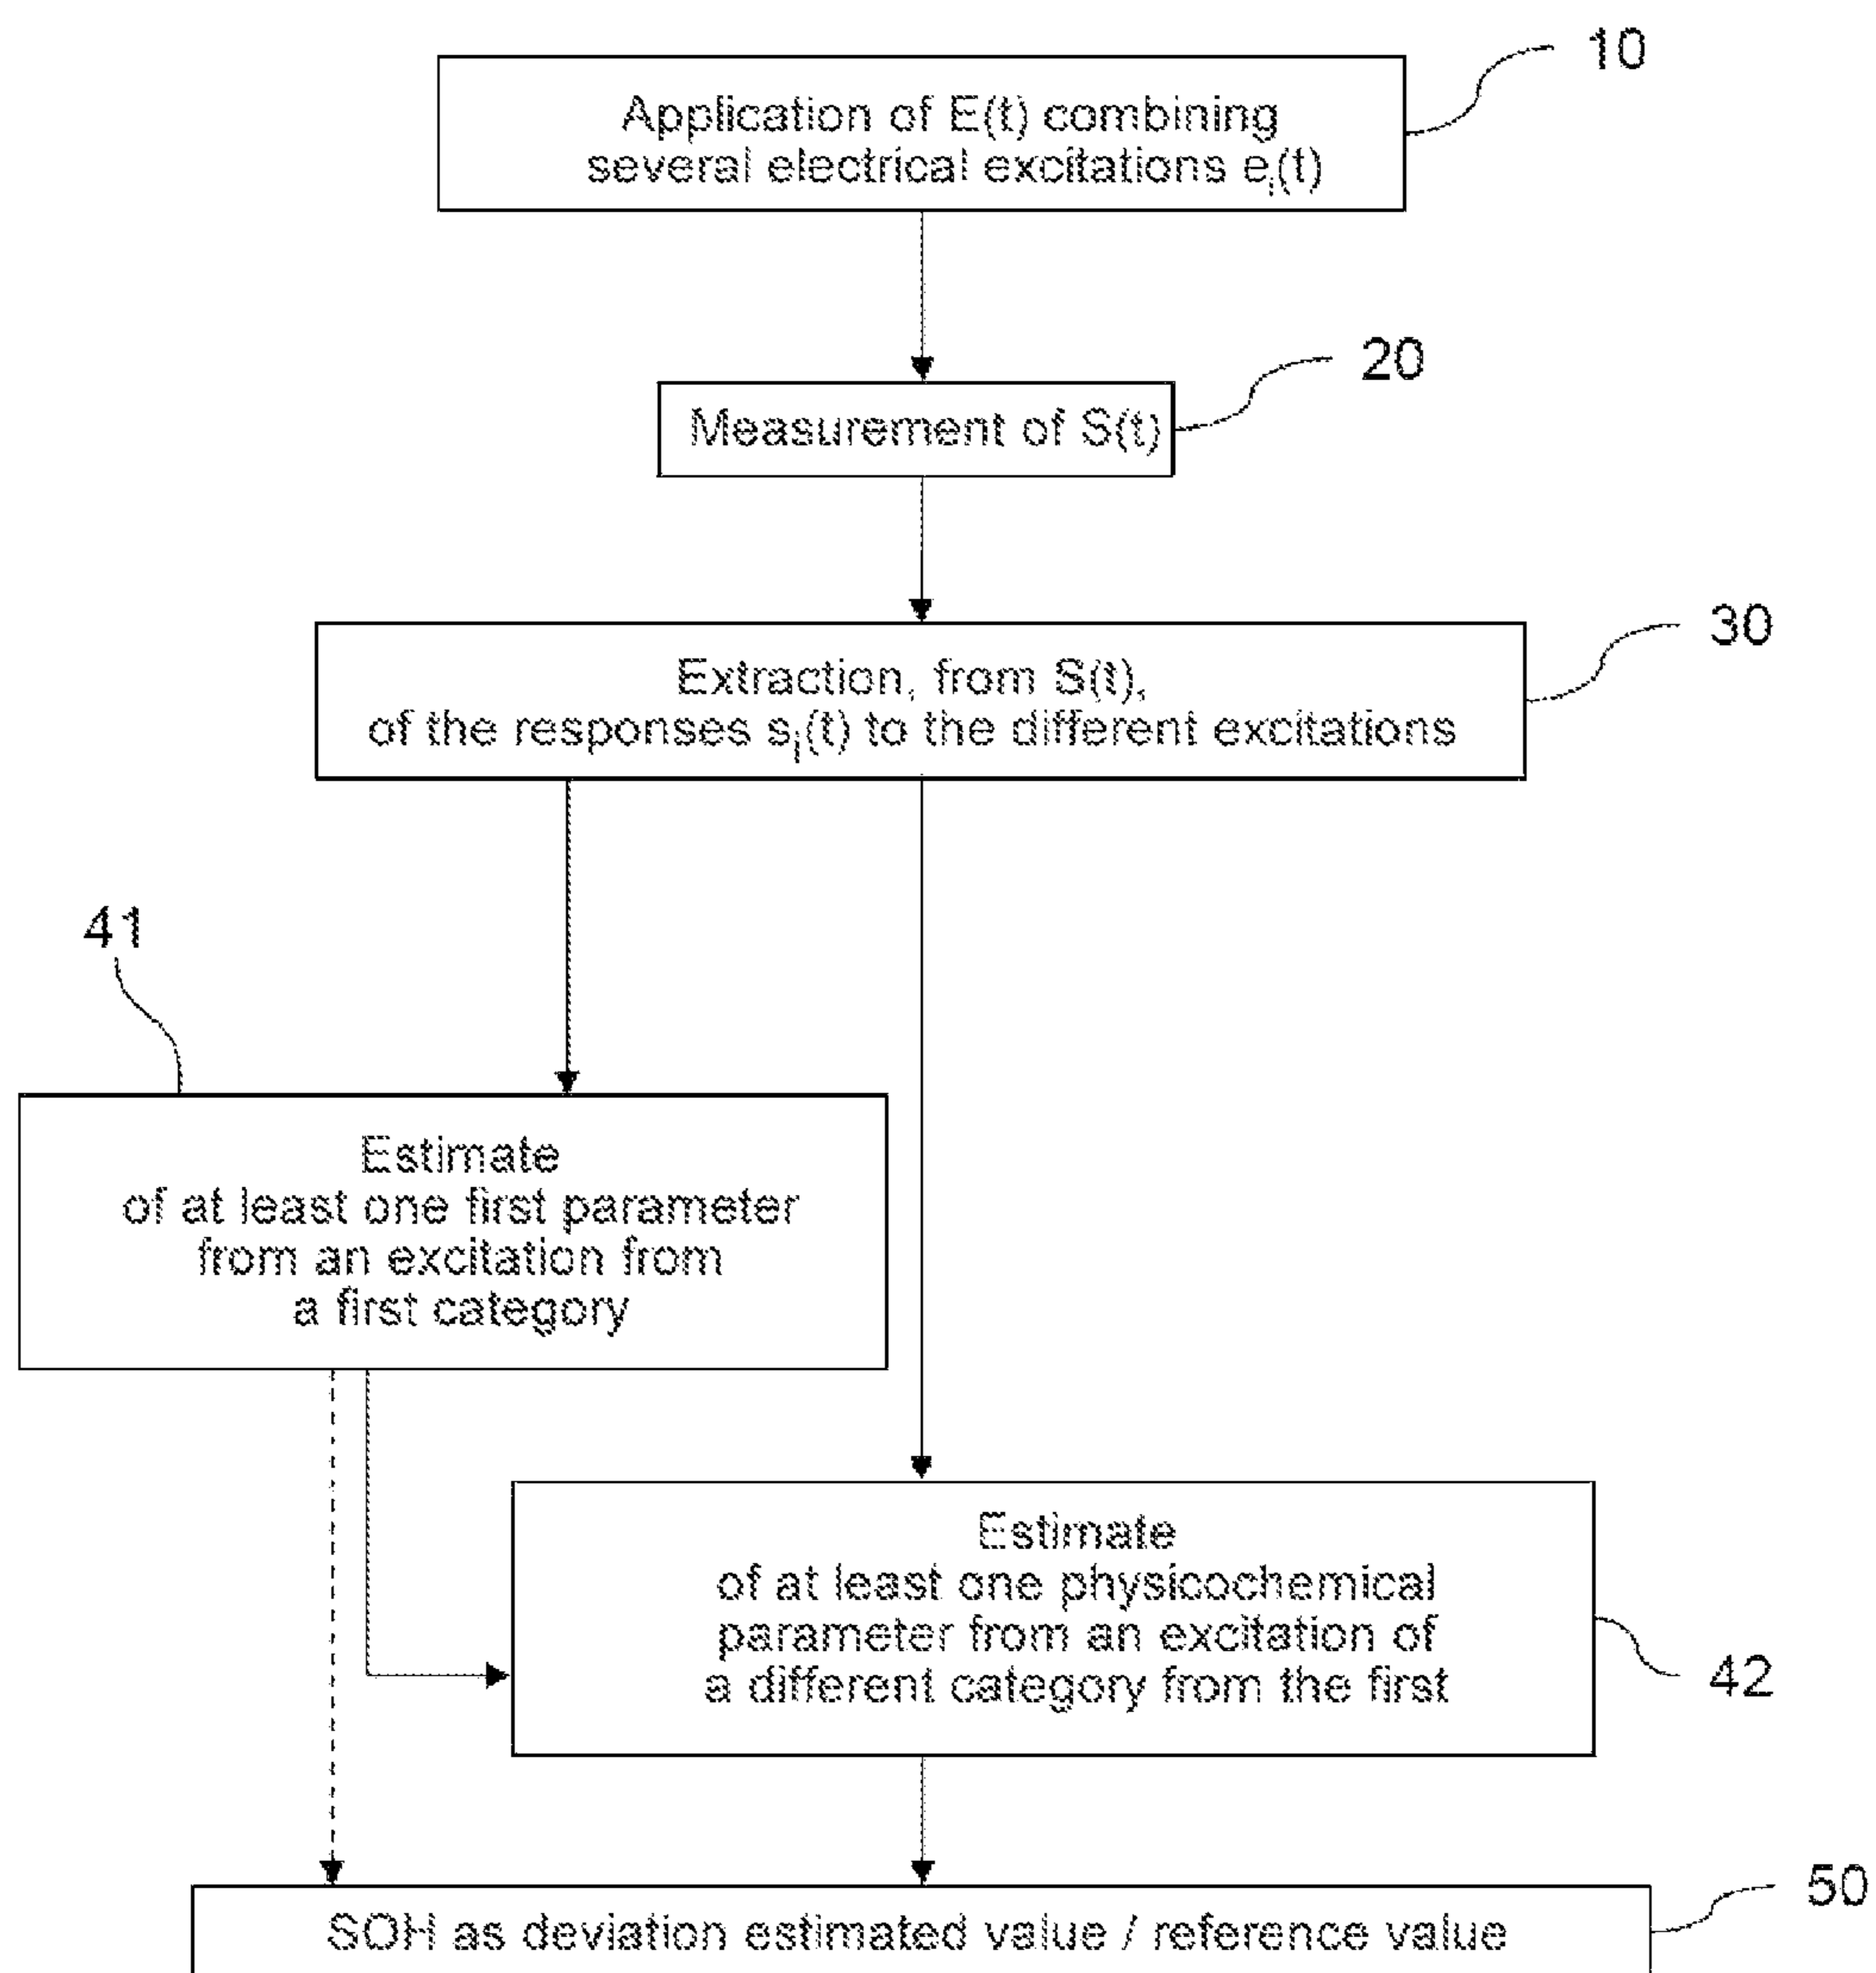 10
Application of E(t) combining
several electrical excitations eᵢ(t)
20
Measurement of S(t)
30
Extraction, from S(t),
of the responses sᵢ(t) to the different excitations
41
Estimate
of at least one first parameter
from an excitation from
a first category
Estimate
of at least one physicochemical
parameter from an excitation of
a different category from the first
42
50
SOH as deviation estimated value / reference value